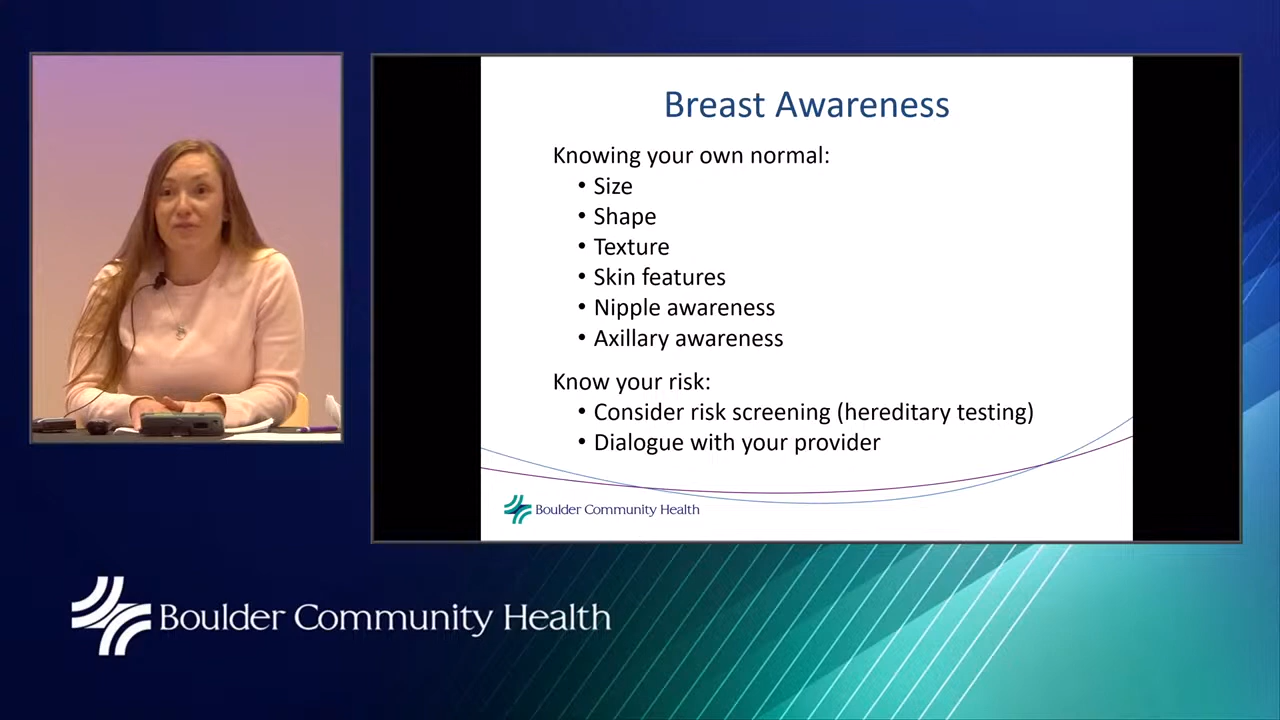 Breast Awareness
Knowing your own normal:
• Size
• Shape
• Texture
• Skin features
• Nipple awareness
• Axillary awareness
Know your risk:
• Consider risk screening (hereditary testing)
• Dialogue with your provider
Boulder Community Health
Boulder Community Health